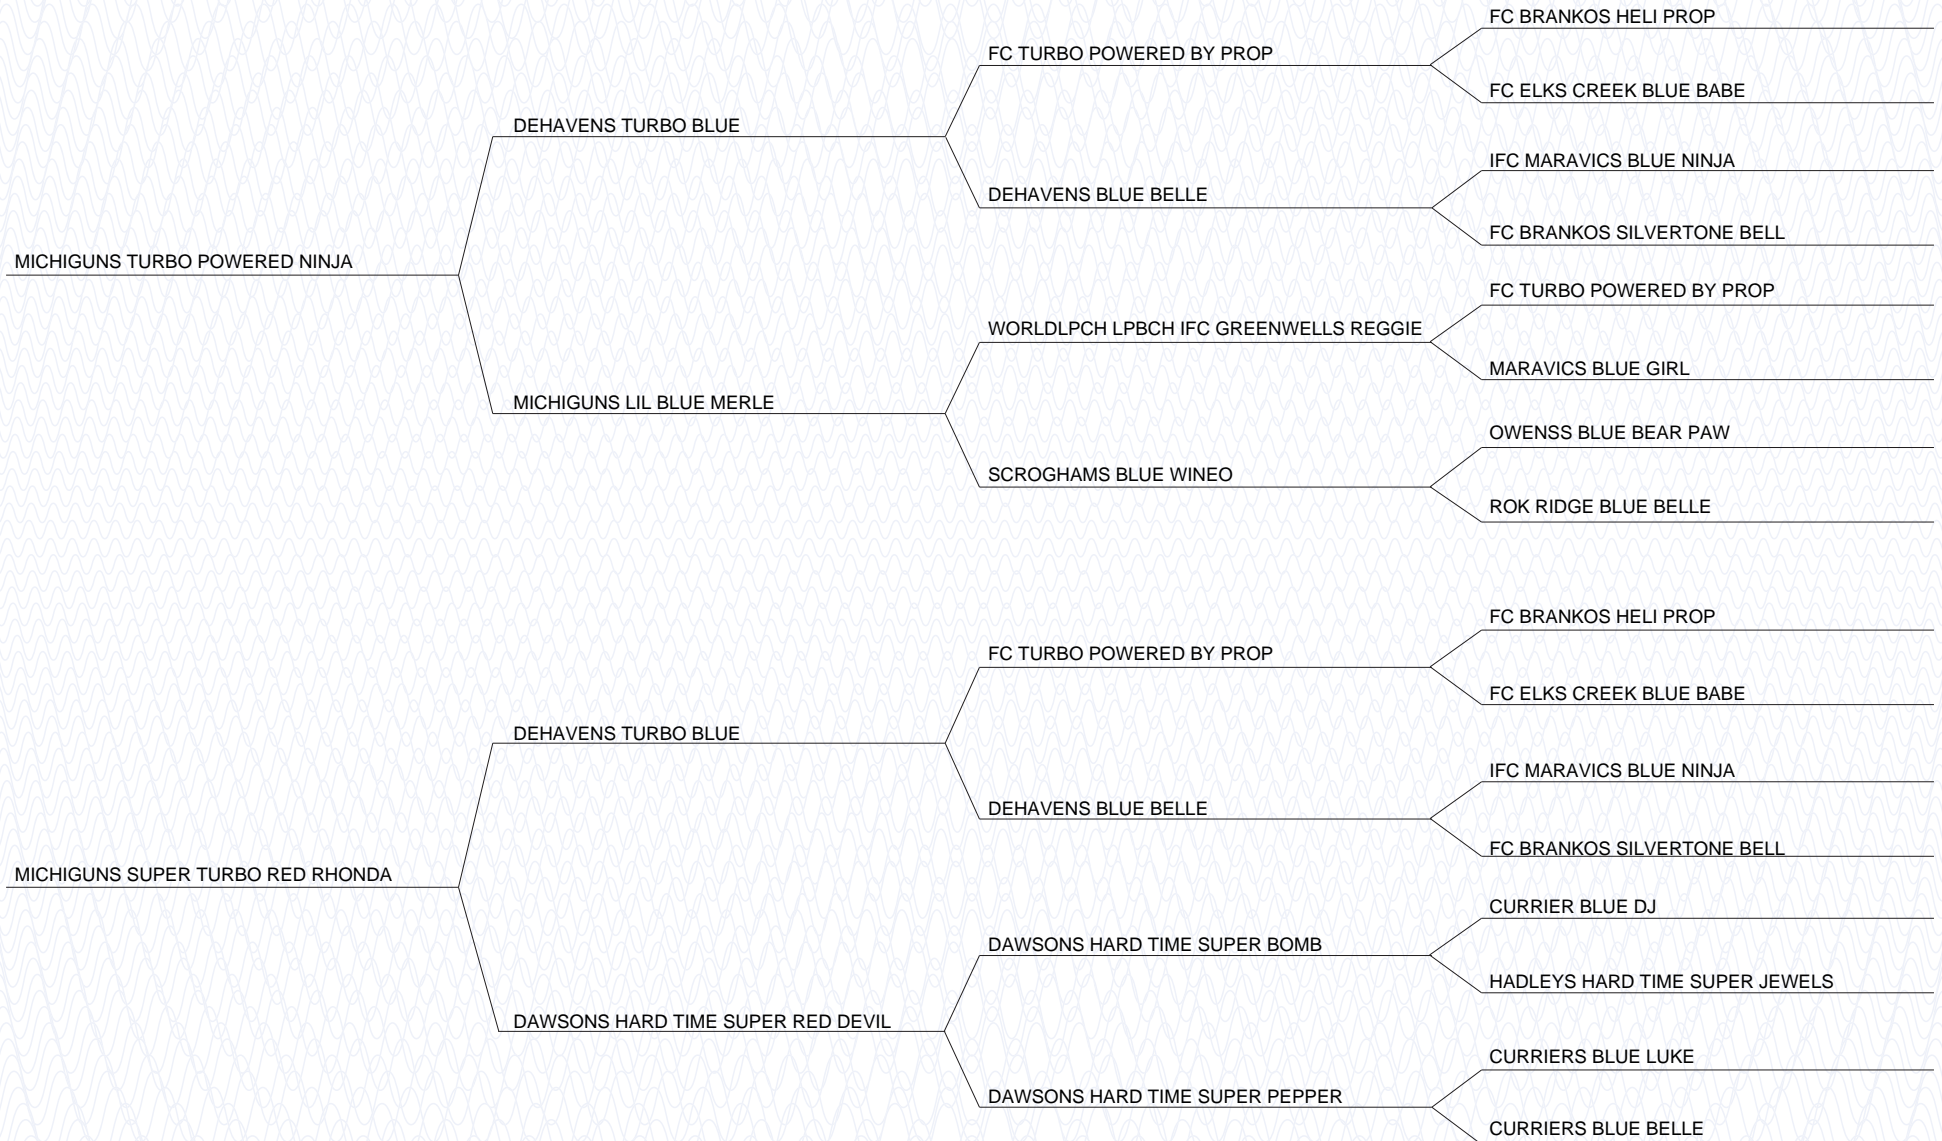 FC BRANKOS HELI PROP
FC TURBO POWERED BY PROP
FC ELKS CREEK BLUE BABE
DEHAVENS TURBO BLUE
IFC MARAVICS BLUE NINJA
DEHAVENS BLUE BELLE
FC BRANKOS SILVERTONE BELL
MICHIGUNS TURBO POWERED NINJA
FC TURBO POWERED BY PROP
WORLDLPCH LPBCH IFC GREENWELLS REGGIE
MARAVICS BLUE GIRL
MICHIGUNS LIL BLUE MERLE
OWENSS BLUE BEAR PAW
SCROGHAMS BLUE WINEO
ROK RIDGE BLUE BELLE
FC BRANKOS HELI PROP
FC TURBO POWERED BY PROP
FC ELKS CREEK BLUE BABE
DEHAVENS TURBO BLUE
IFC MARAVICS BLUE NINJA
DEHAVENS BLUE BELLE
FC BRANKOS SILVERTONE BELL
MICHIGUNS SUPER TURBO RED RHONDA
CURRIER BLUE DJ
DAWSONS HARD TIME SUPER BOMB
HADLEYS HARD TIME SUPER JEWELS
DAWSONS HARD TIME SUPER RED DEVIL
CURRIERS BLUE LUKE
DAWSONS HARD TIME SUPER PEPPER
CURRIERS BLUE BELLE